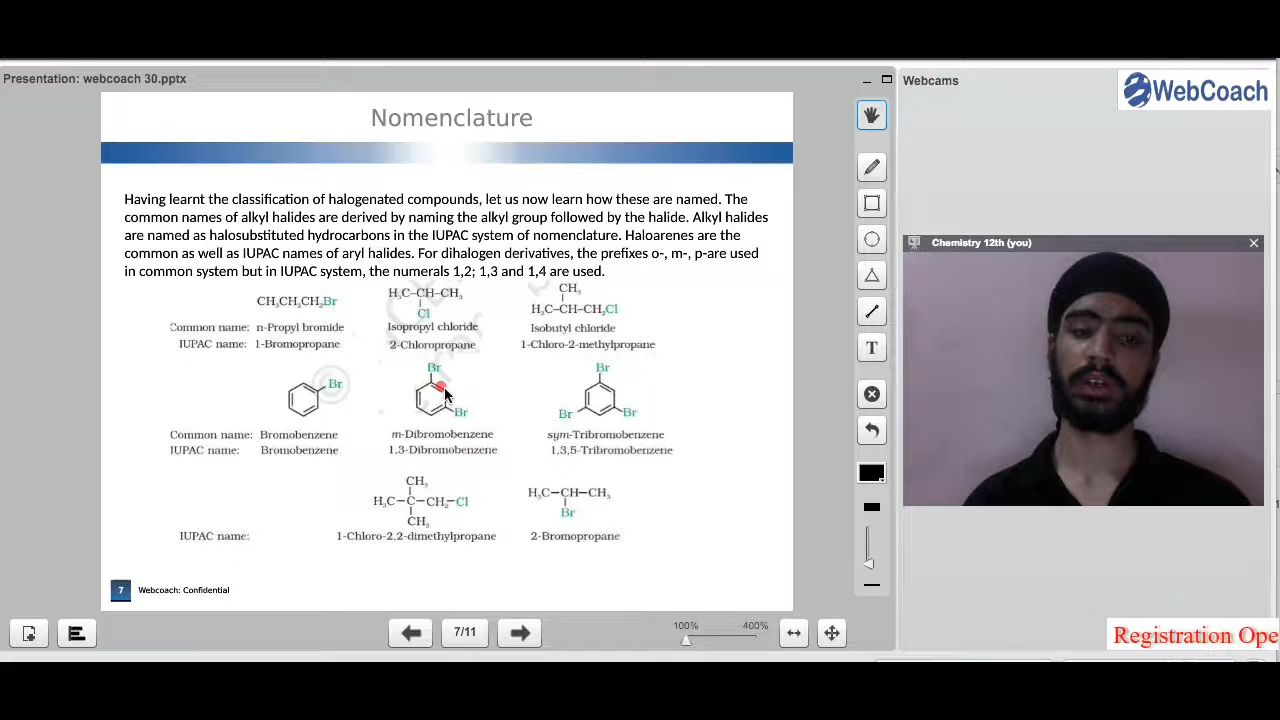 Presentation: webcoach 30.pptx
Webcams
WebCoach
Nomenclature
Having learnt the classification of halogenated compounds, let us now learn how these are named. The
common names of alkyl halides are derived by naming the alkyl group followed by the halide. Alkyl halides
are named as halosubstituted hydrocarbons in the IUPAC system of nomenclature. Haloarenes are the
common as well as IUPAC names of aryl halides. For dihalogen derivatives, the prefixes o-, m-, p-are used
in common system but in IUPAC system, the numerals 1,2; 1,3 and 1,4 are used.
Chemistry 12th (you)
CH₃
CH₃CH₂CH₂Br
H₃C–CH–CH₃
H₃C–CH–CH₂Cl
Cl
Common name: n-Propyl bromide
Isopropyl chloride
Isobutyl chloride
IUPAC name: 1-Bromopropane
2-Chloropropane
1-Chloro-2-methylpropane
Br
Br
Br
Br
Br
Br
Common name: Bromobenzene
m-Dibromobenzene
sym-Tribromobenzene
IUPAC name: Bromobenzene
1,3-Dibromobenzene
1,3,5-Tribromobenzene
CH₃
H₃C–C–CH₂–Cl
CH₃
H₃C–CH–CH₃
Br
IUPAC name:
1-Chloro-2,2-dimethylpropane
2-Bromopropane
7
Webcoach: Confidential
T
7/11
100%
400%
Registration Ope